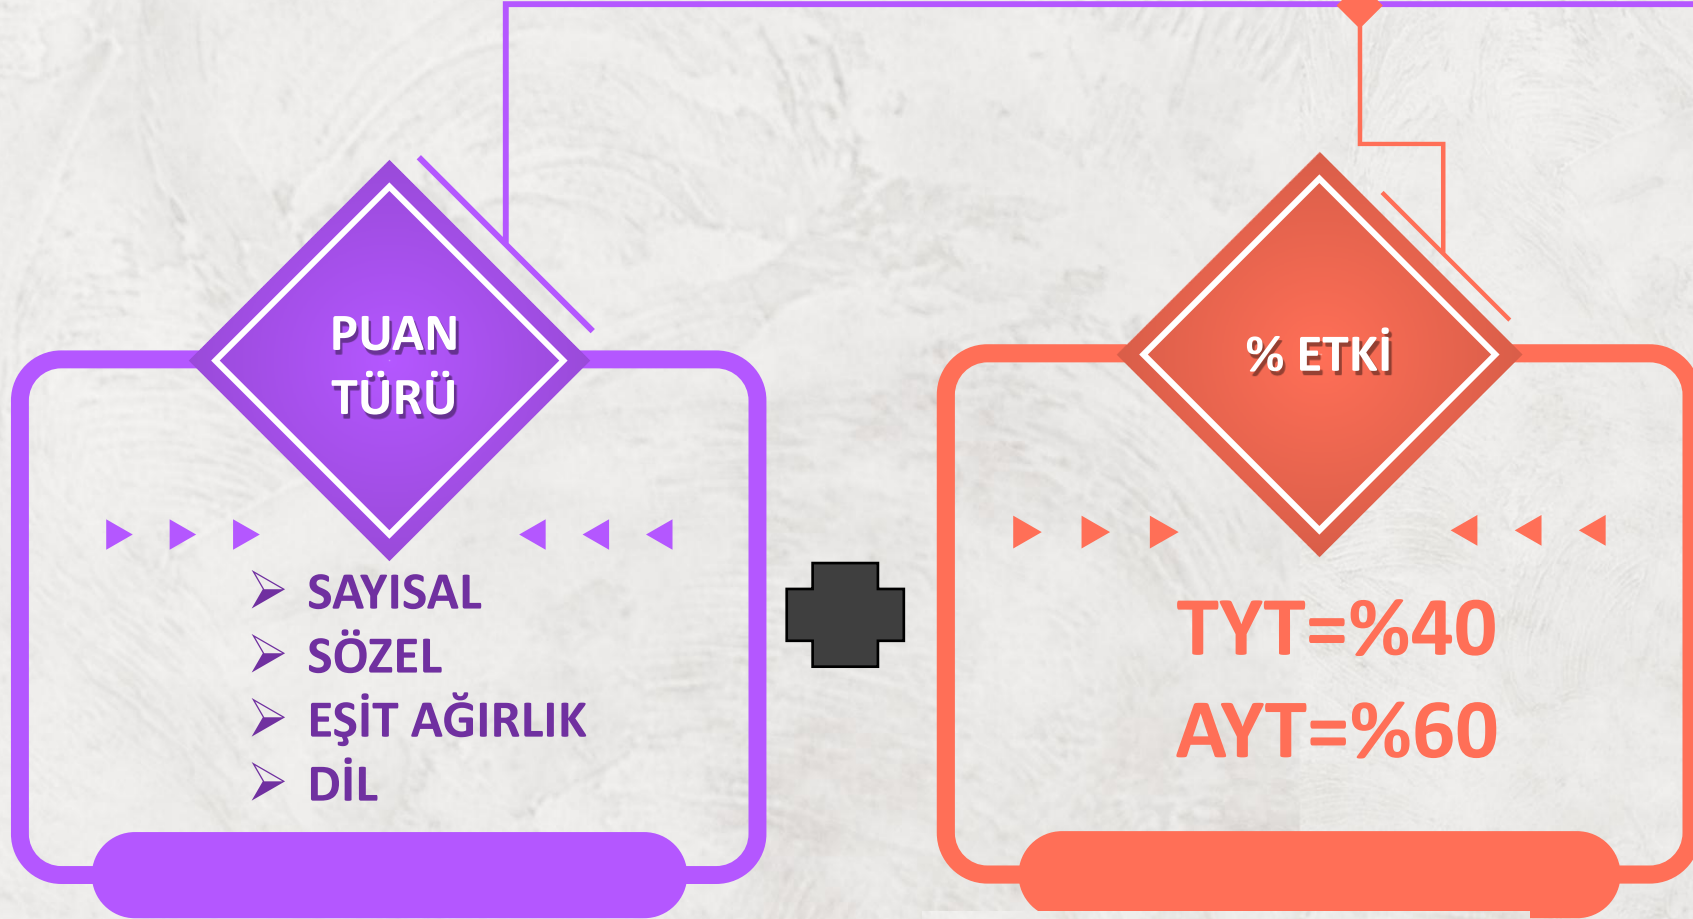 PUAN
TÜRÜ
SAYISAL
SÖZEL
EŞİT AĞIRLIK
DİL
% ETKİ
TYT=%40
AYT=%60